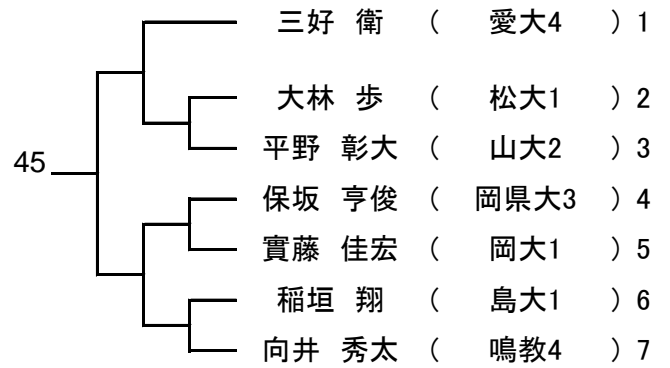 三好 衛 ( 愛大4 ) 1
大林 歩 ( 松大1 ) 2
平野 彰大 ( 山大2 ) 3
45
保坂 亨俊 ( 岡県大3 ) 4
實藤 佳宏 ( 岡大1 ) 5
稲垣 翔 ( 島大1 ) 6
向井 秀太 ( 鳴教4 ) 7